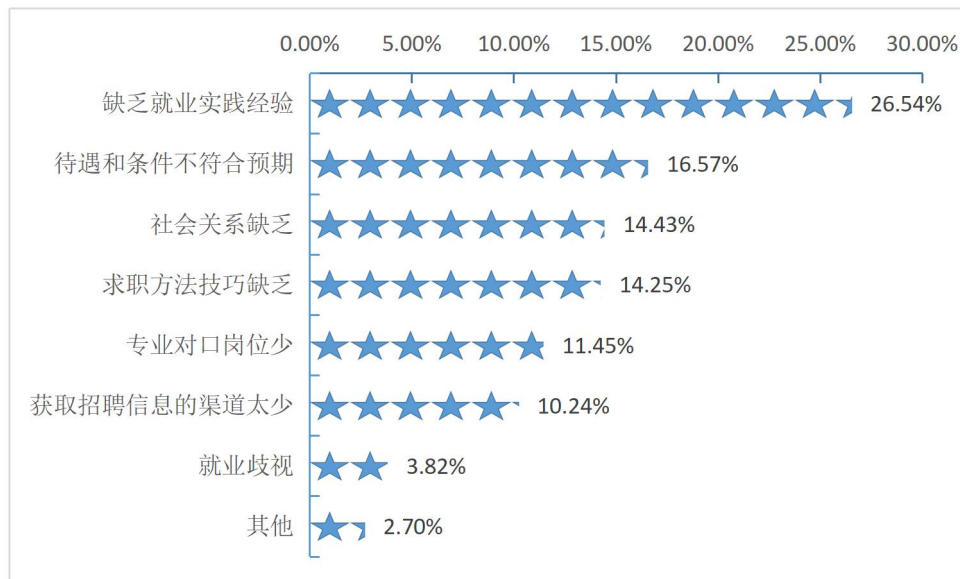 0.00% 5.00% 10.00% 15.00% 20.00% 25.00% 30.00%
缺乏就业实践经验 26.54%
待遇和条件不符合预期 16.57%
社会关系缺乏 14.43%
求职方法技巧缺乏 14.25%
专业对口岗位少 11.45%
获取招聘信息的渠道太少 10.24%
就业歧视 3.82%
其他 2.70%